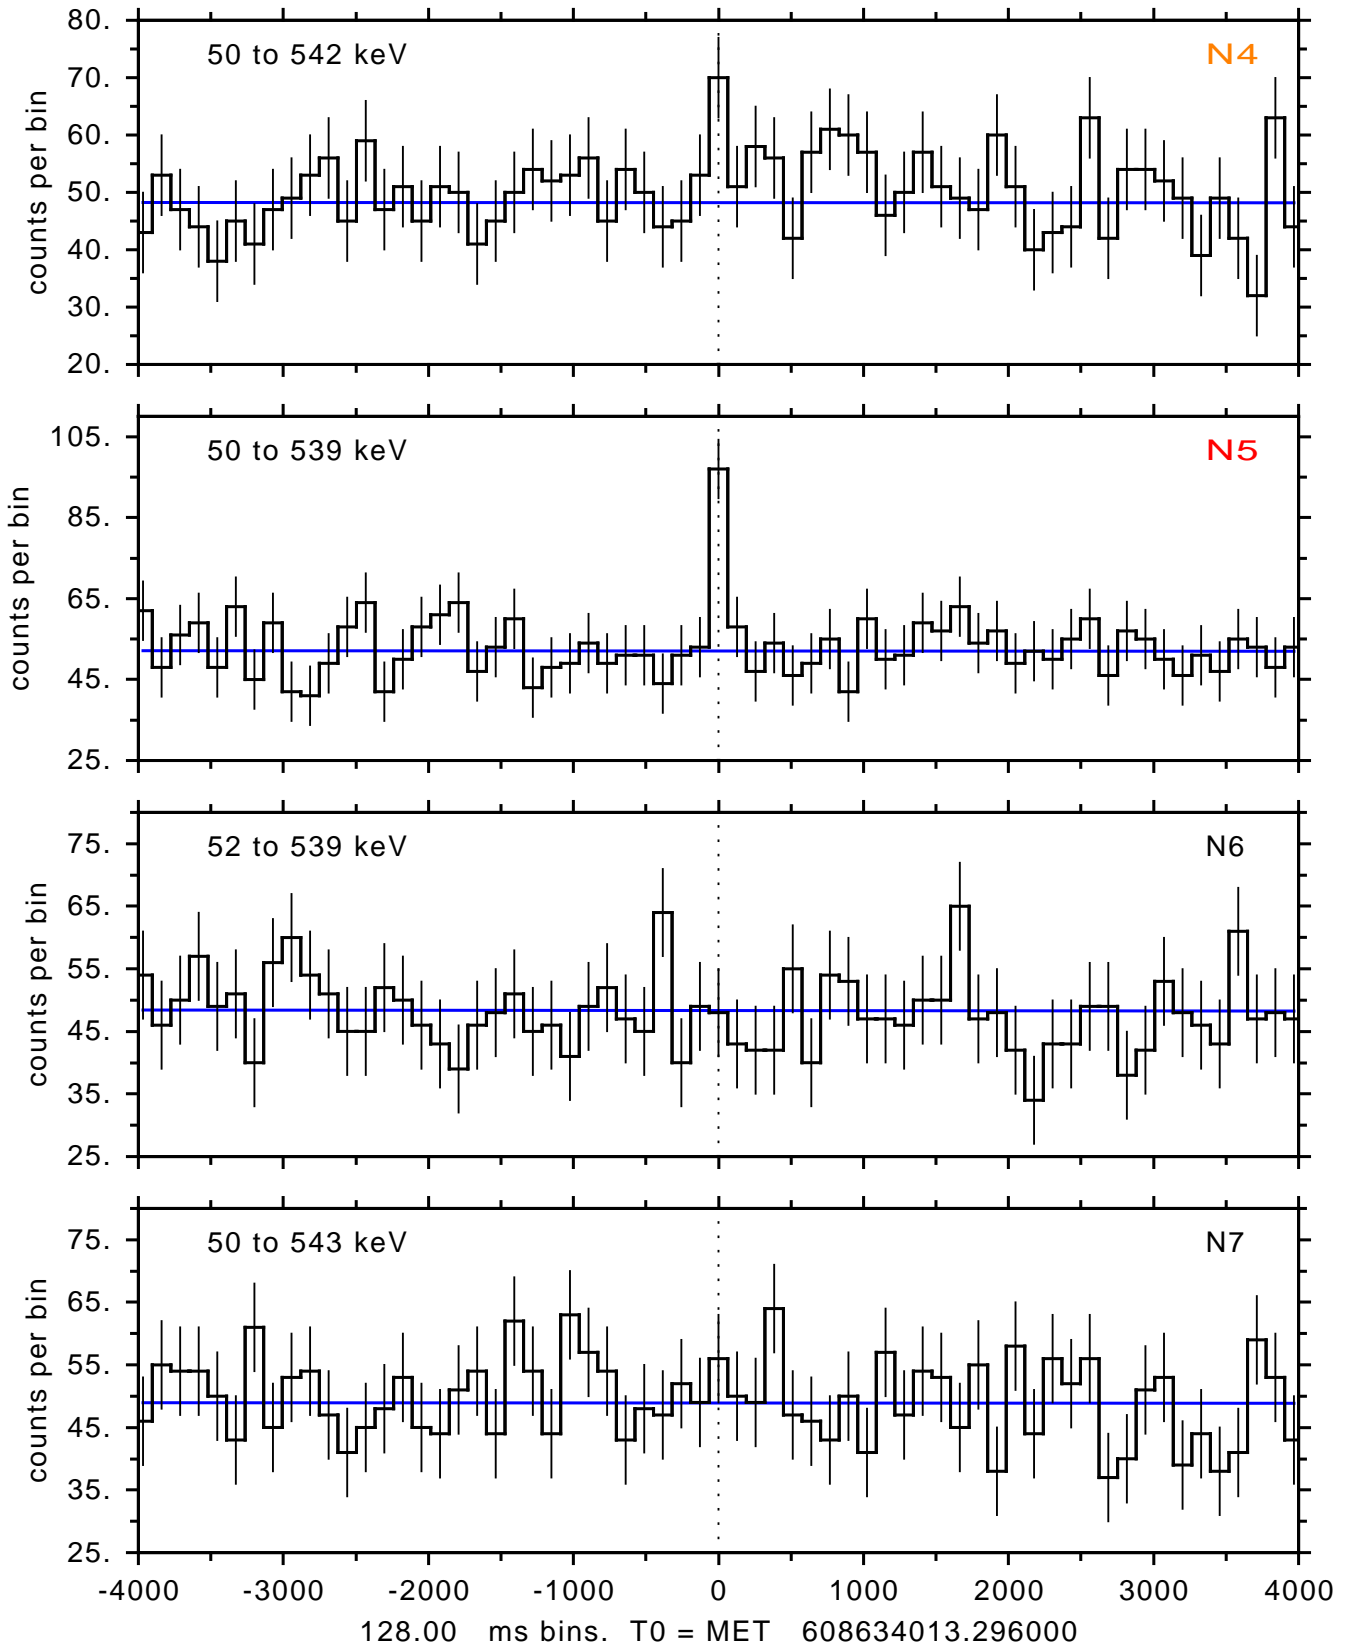 80.
50 to 542 keV
N4
70.
60.
50.
40.
30.
20.
counts per bin
105.
50 to 539 keV
N5
85.
65.
45.
25.
counts per bin
75.
52 to 539 keV
N6
65.
55.
45.
35.
25.
counts per bin
75.
50 to 543 keV
N7
65.
55.
45.
35.
25.
counts per bin
-4000 -3000 -2000 -1000 0 1000 2000 3000 4000
128.00 ms bins. T0 = MET 608634013.296000